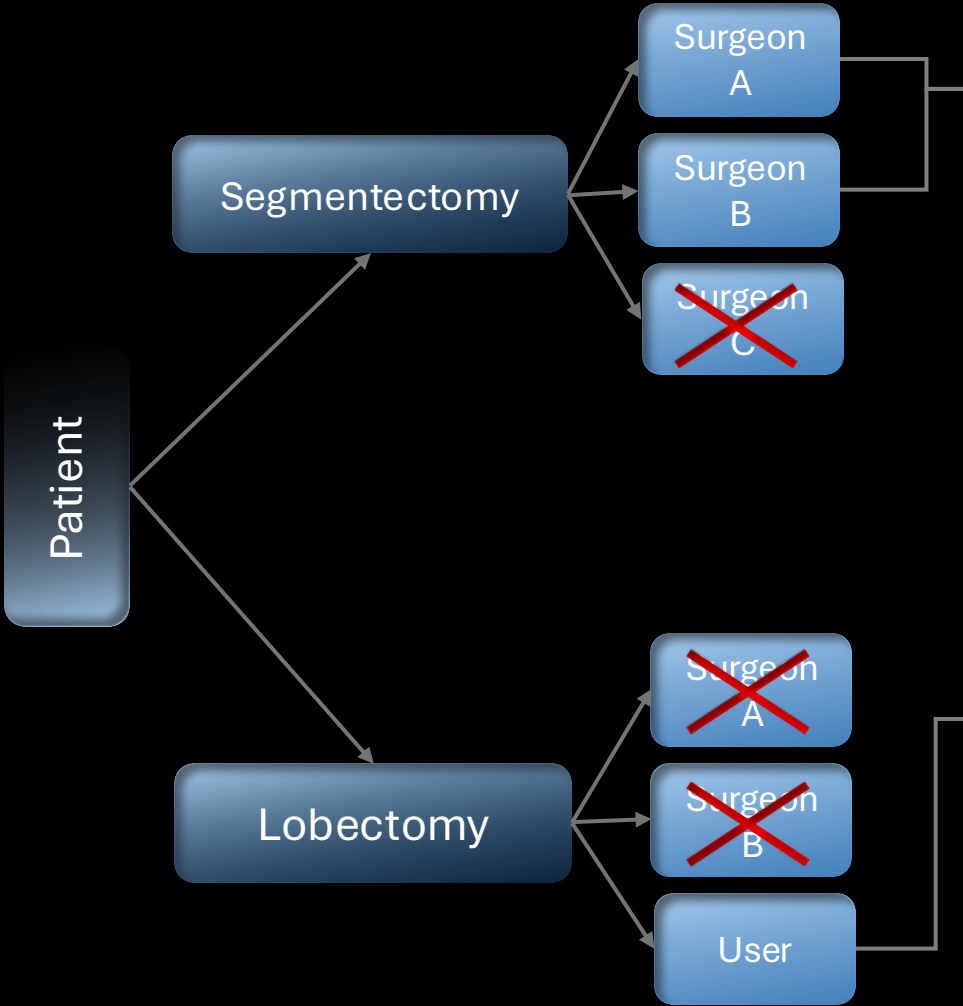 Surgeon
A
Segmentectomy
Surgeon
B
Surgeon
C
Patient
Surgeon
A
Lobectomy
Surgeon
B
User